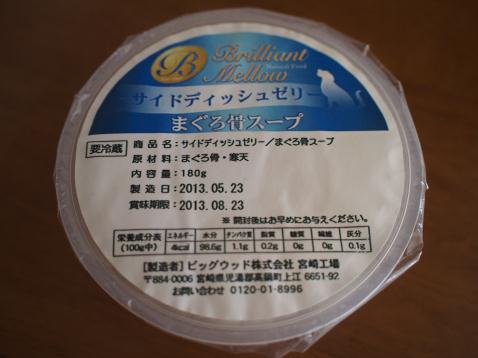 B
Brilliant
Natural Food
Mellow
サイドディッシュゼリー
まぐろ骨スープ
要冷蔵
商品名：サイドディッシュゼリー／まぐろ骨スープ
原材料：まぐろ骨・寒天
内容量：180g
製造日：2013.05.23
賞味期限：2013.08.23
※ 開封後はお早めにお与えください。
栄養成分表 エネルギー 水分 タンパク質 脂質 糖質 繊維 灰分
(100g中) 4kcal 98.6g 1.1g 0.2g 0g 0g 0.1g
[製造者] ビッグウッド株式会社 宮崎工場
〒884-0006 宮崎県児湯郡高鍋町上江 6651-92
お問い合わせ 0120-01-8996